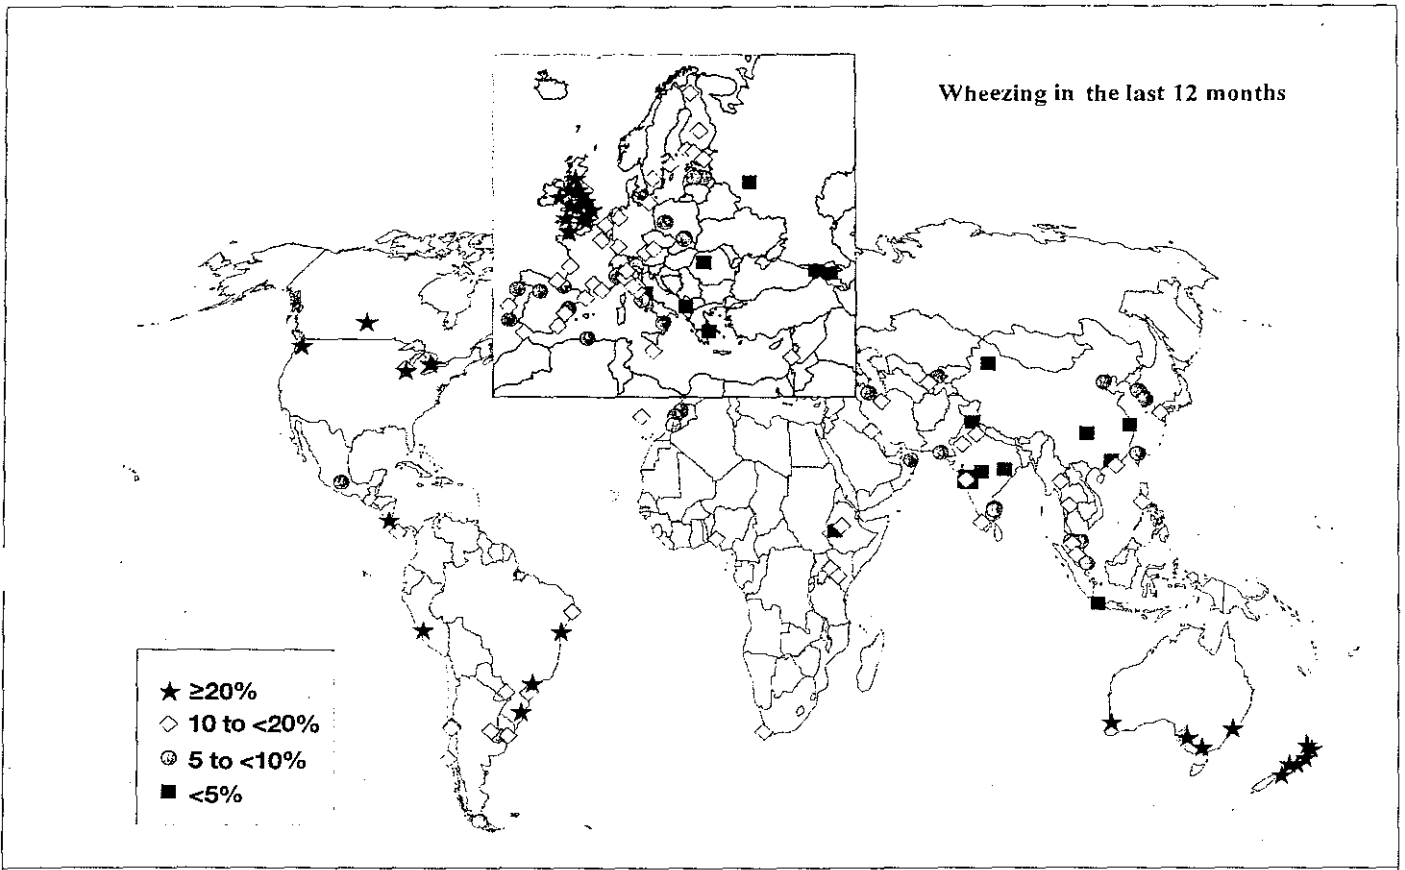 Wheezing in the last 12 months
≥20%
10 to <20%
5 to <10%
<5%